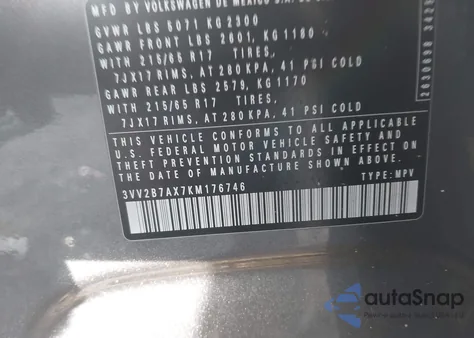 MFD BY VOLKSWAGEN DE MEXICO S.A. DE
GVWR LBS 5071 KG 2300
GAWR FRONT LBS 2601, KG 1180
WITH 215/65 R17 TIRES,
7JX17 RIMS, AT 280 KPA, 41 PSI COLD
GAWR REAR LBS 2579, KG 1170
WITH 215/65 R17 TIRES,
7JX17 RIMS, AT 280 KPA, 41 PSI COLD
THIS VEHICLE CONFORMS TO ALL APPLICABLE
U.S. FEDERAL MOTOR VEHICLE SAFETY AND
THEFT PREVENTION STANDARDS IN EFFECT
ON THE DATE OF MANUFACTURE SHOWN ABOVE.
3VV2B7AX7KM176746 TYPE: MPV
autoSnap